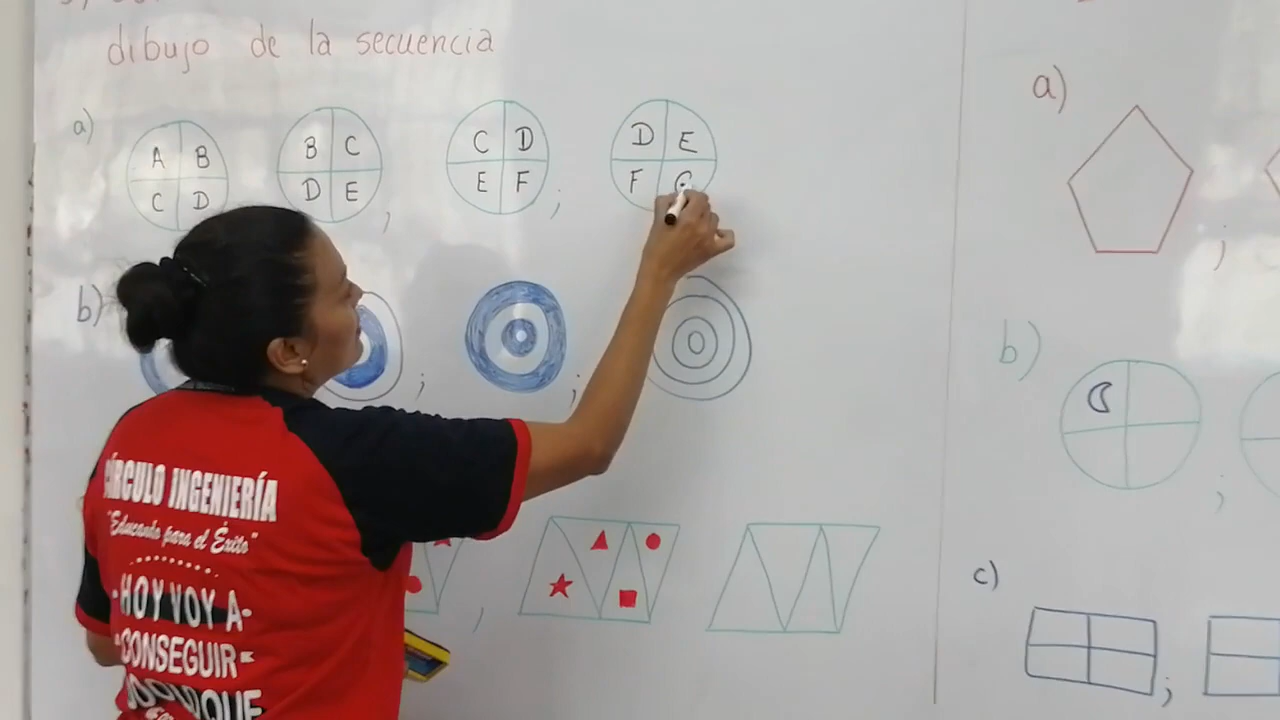 dibujo de la secuencia
a)
A B
C D
B C
D E
,
C D
E F
;
D E
F G
b)
;
;
,
a)
;
b)
;
c)
;
CÍRCULO INGENIERÍA
"Educando para el Éxito"
-HOY VOY A-
-CONSEGUIR-